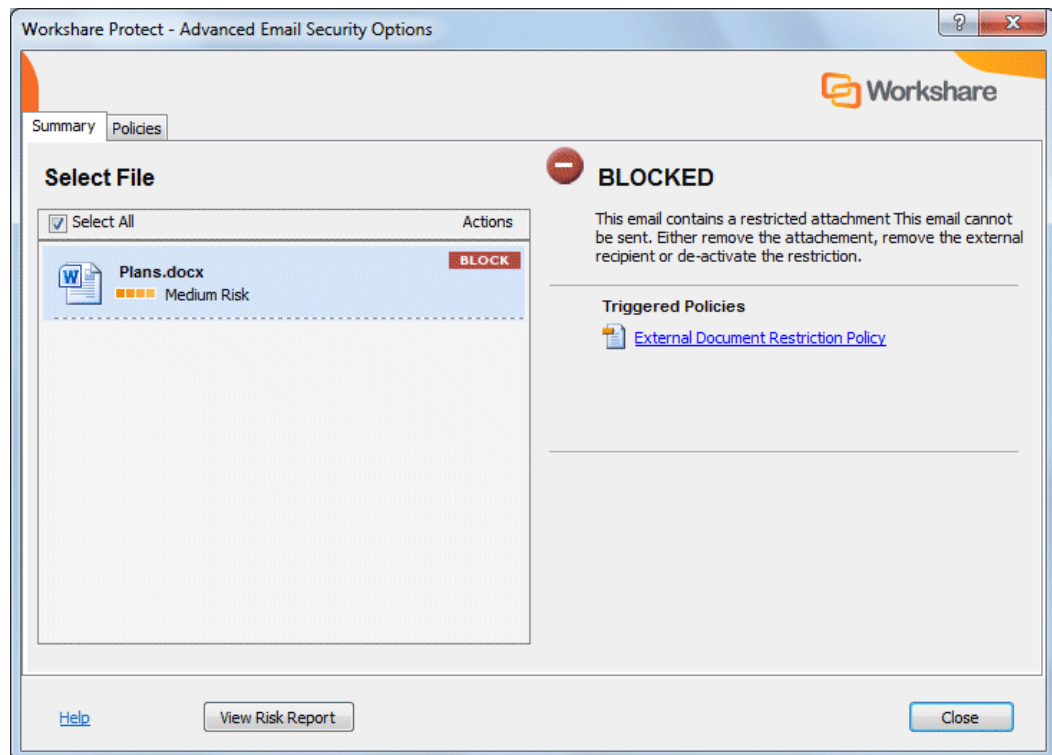 Workshare Protect - Advanced Email Security Options
Workshare
Summary
Policies
Select File
Select All
Actions
Plans.docx
BLOCK
Medium Risk
BLOCKED
This email contains a restricted attachment This email cannot
be sent. Either remove the attachement, remove the external
recipient or de-activate the restriction.
Triggered Policies
External Document Restriction Policy
Help
View Risk Report
Close